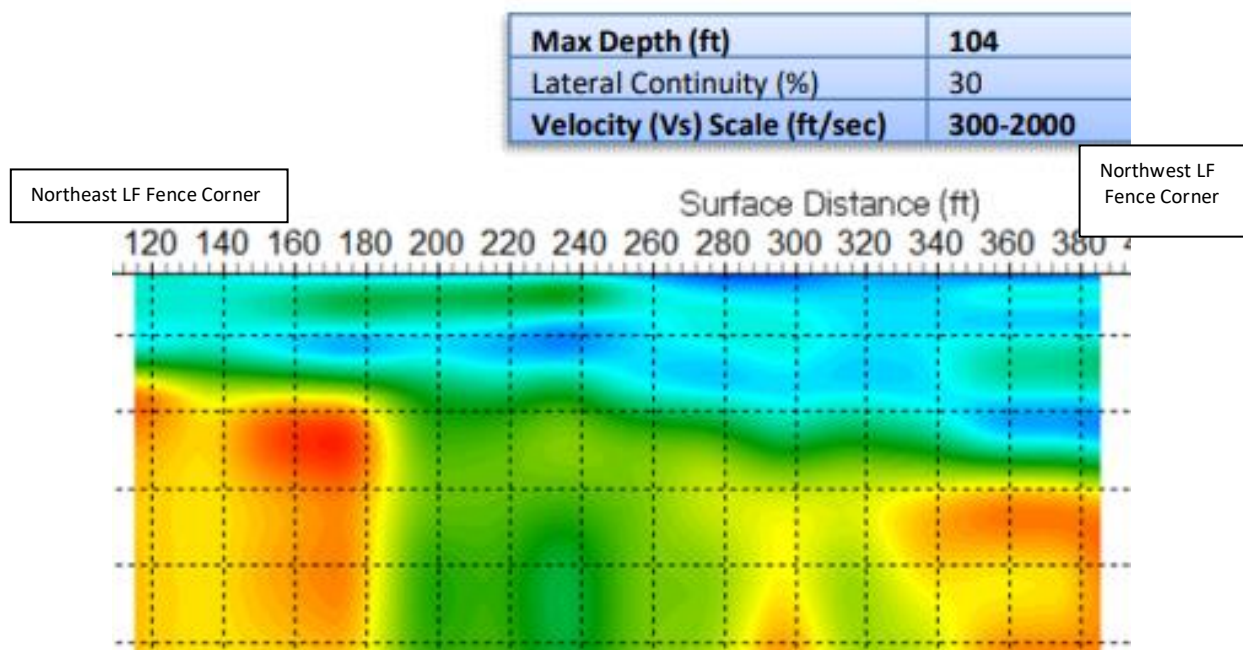 Max Depth (ft) 104
Lateral Continuity (%) 30
Velocity (Vs) Scale (ft/sec) 300-2000
Northeast LF Fence Corner
Northwest LF
Fence Corner
Surface Distance (ft)
120 140 160 180 200 220 240 260 280 300 320 340 360 380